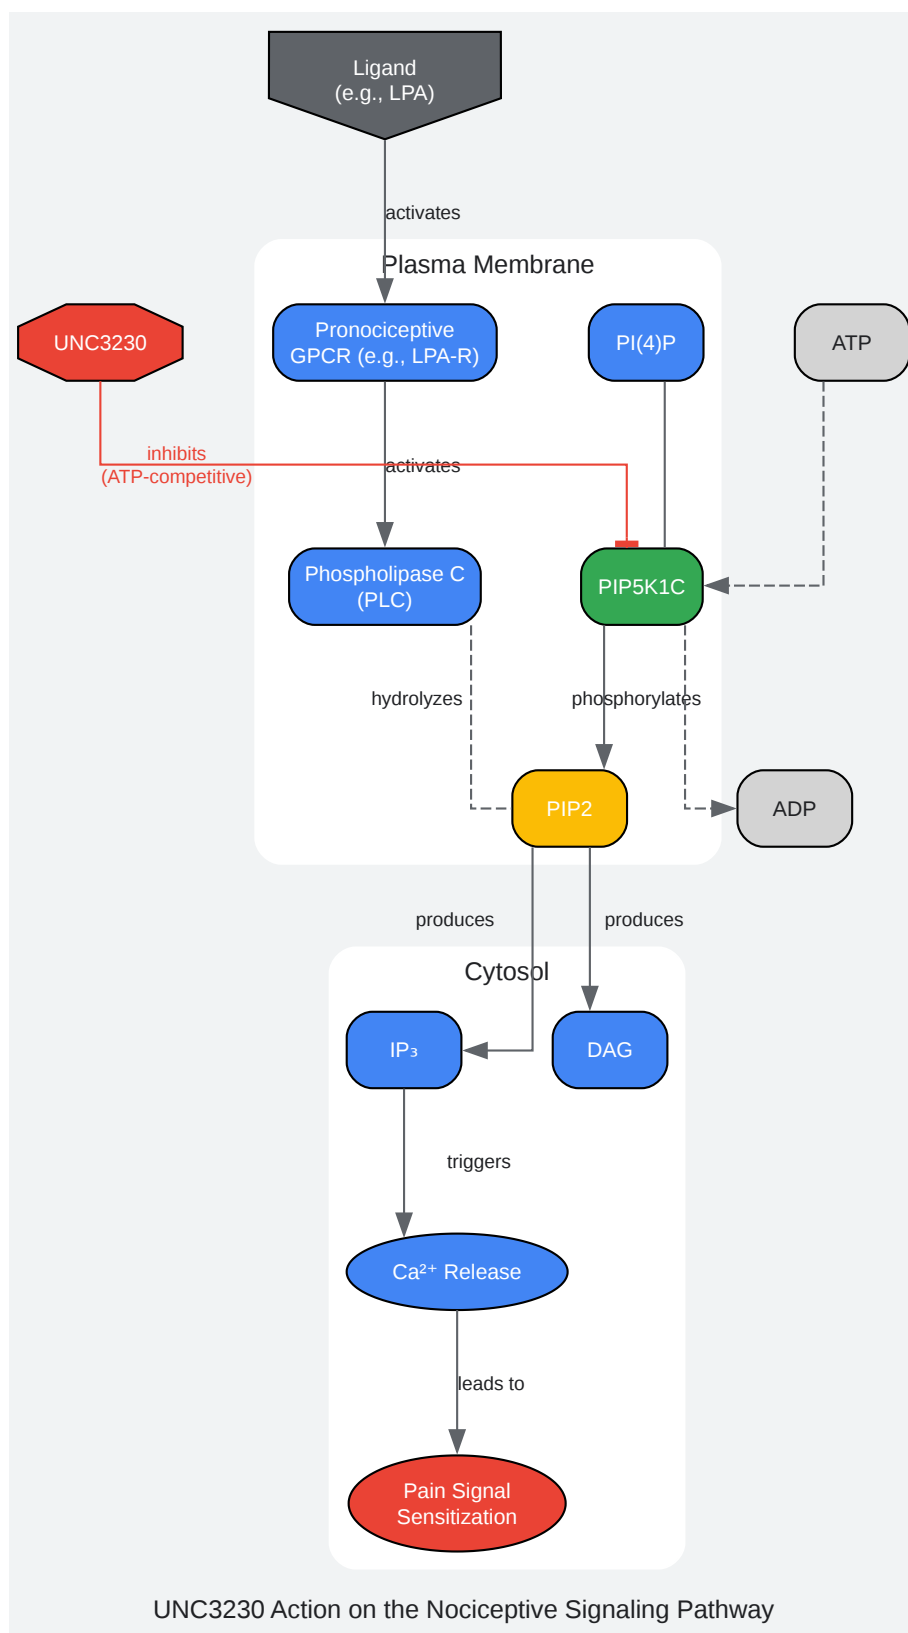 Ligand
(e.g., LPA)
activates
Plasma Membrane
UNC3230
Pronociceptive
GPCR (e.g., LPA-R)
PI(4)P
ATP
inhibits
(ATP-competitive)
activates
Phospholipase C
(PLC)
PIP5K1C
hydrolyzes
phosphorylates
PIP2
ADP
produces
produces
Cytosol
IP₃
DAG
triggers
Ca²⁺ Release
leads to
Pain Signal
Sensitization
UNC3230 Action on the Nociceptive Signaling Pathway